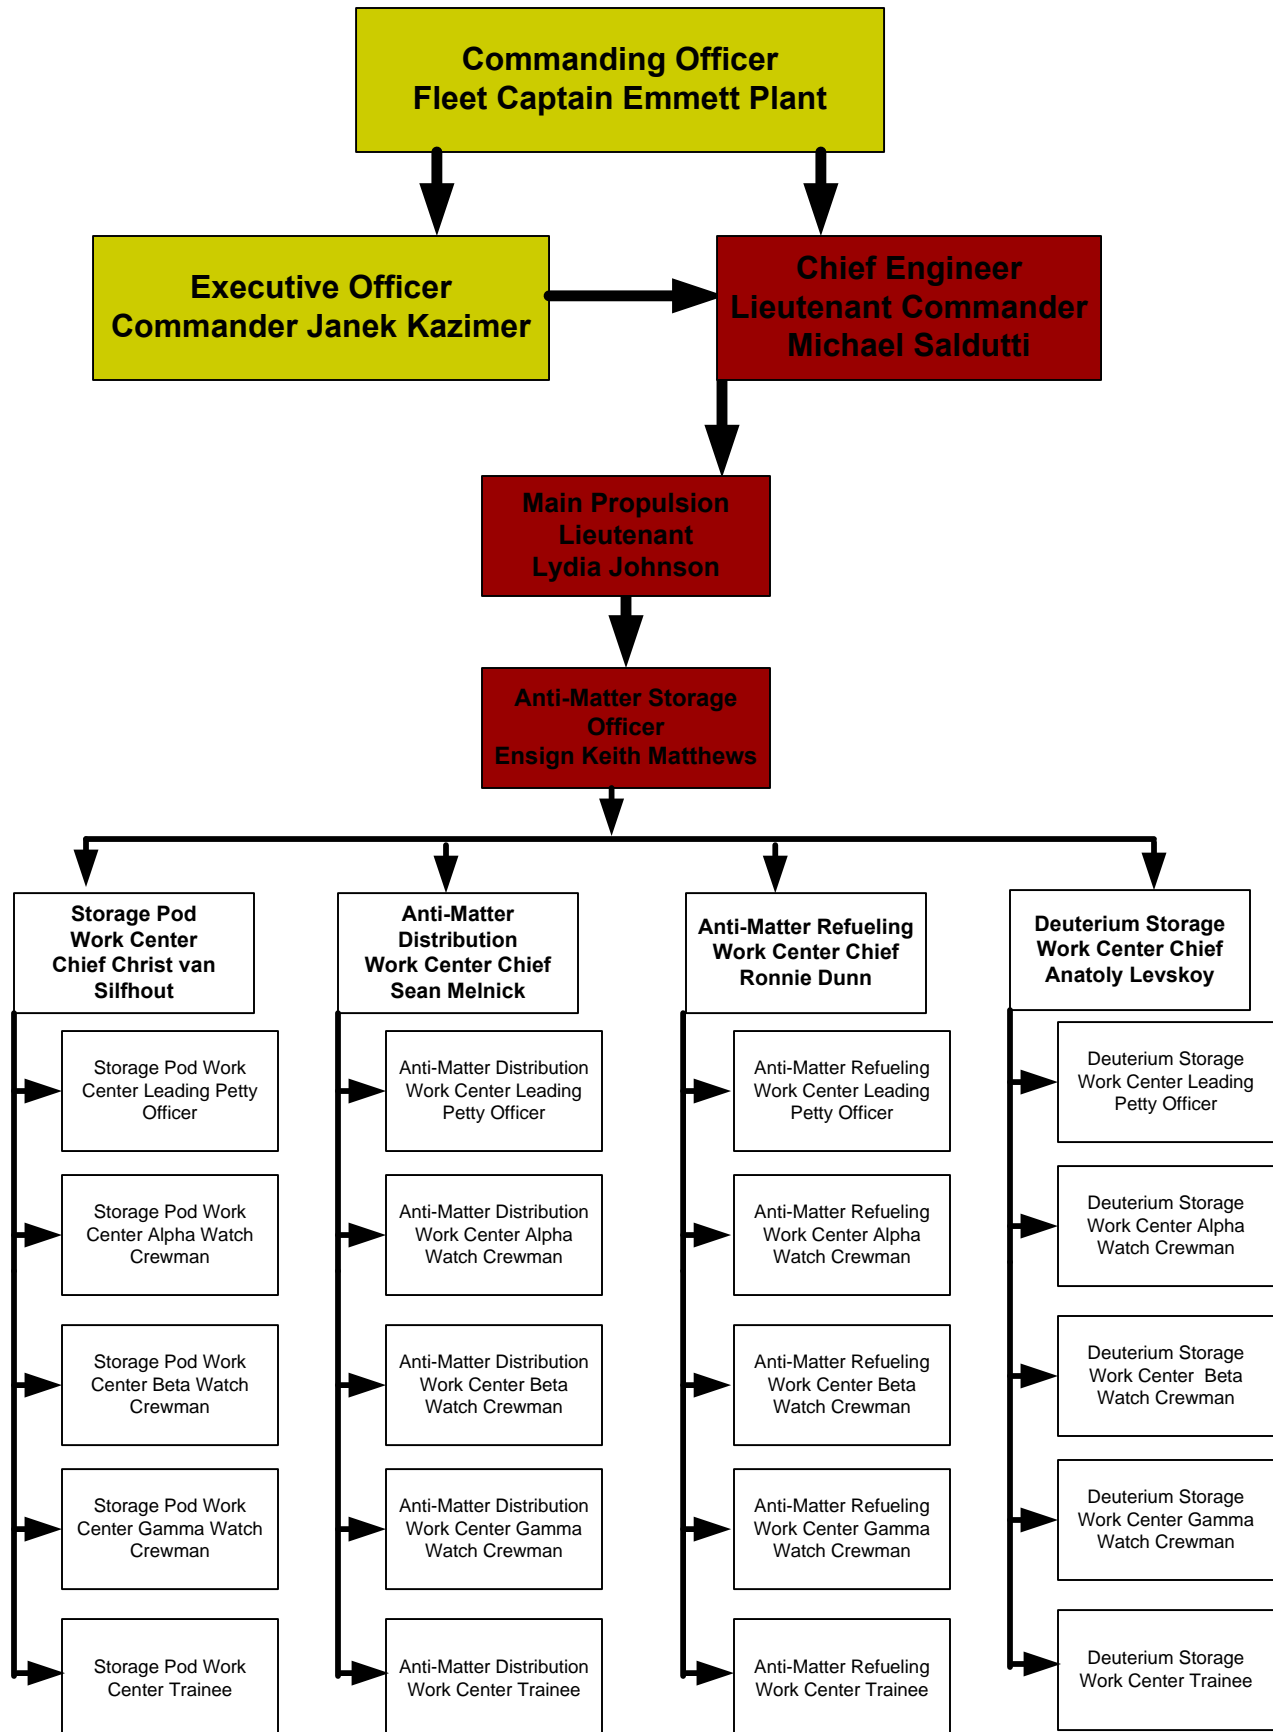 Commanding Officer
Fleet Captain Emmett Plant
Executive Officer
Commander Janek Kazimer
Chief Engineer
Lieutenant Commander
Michael Saldutti
Main Propulsion
Lieutenant
Lydia Johnson
Anti-Matter Storage
Officer
Ensign Keith Matthews
Storage Pod
Work Center
Chief Christ van
Silfhout
Anti-Matter
Distribution
Work Center Chief
Sean Melnick
Anti-Matter Refueling
Work Center Chief
Ronnie Dunn
Deuterium Storage
Work Center Chief
Anatoly Levskoy
Storage Pod Work
Center Leading Petty
Officer
Anti-Matter Distribution
Work Center Leading
Petty Officer
Anti-Matter Refueling
Work Center Leading
Petty Officer
Deuterium Storage
Work Center Leading
Petty Officer
Storage Pod Work
Center Alpha Watch
Crewman
Anti-Matter Distribution
Work Center Alpha
Watch Crewman
Anti-Matter Refueling
Work Center Alpha
Watch Crewman
Deuterium Storage
Work Center Alpha
Watch Crewman
Storage Pod Work
Center Beta Watch
Crewman
Anti-Matter Distribution
Work Center Beta
Watch Crewman
Anti-Matter Refueling
Work Center Beta
Watch Crewman
Deuterium Storage
Work Center  Beta
Watch Crewman
Storage Pod Work
Center Gamma Watch
Crewman
Anti-Matter Distribution
Work Center Gamma
Watch Crewman
Anti-Matter Refueling
Work Center Gamma
Watch Crewman
Deuterium Storage
Work Center Gamma
Watch Crewman
Storage Pod Work
Center Trainee
Anti-Matter Distribution
Work Center Trainee
Anti-Matter Refueling
Work Center Trainee
Deuterium Storage
Work Center Trainee